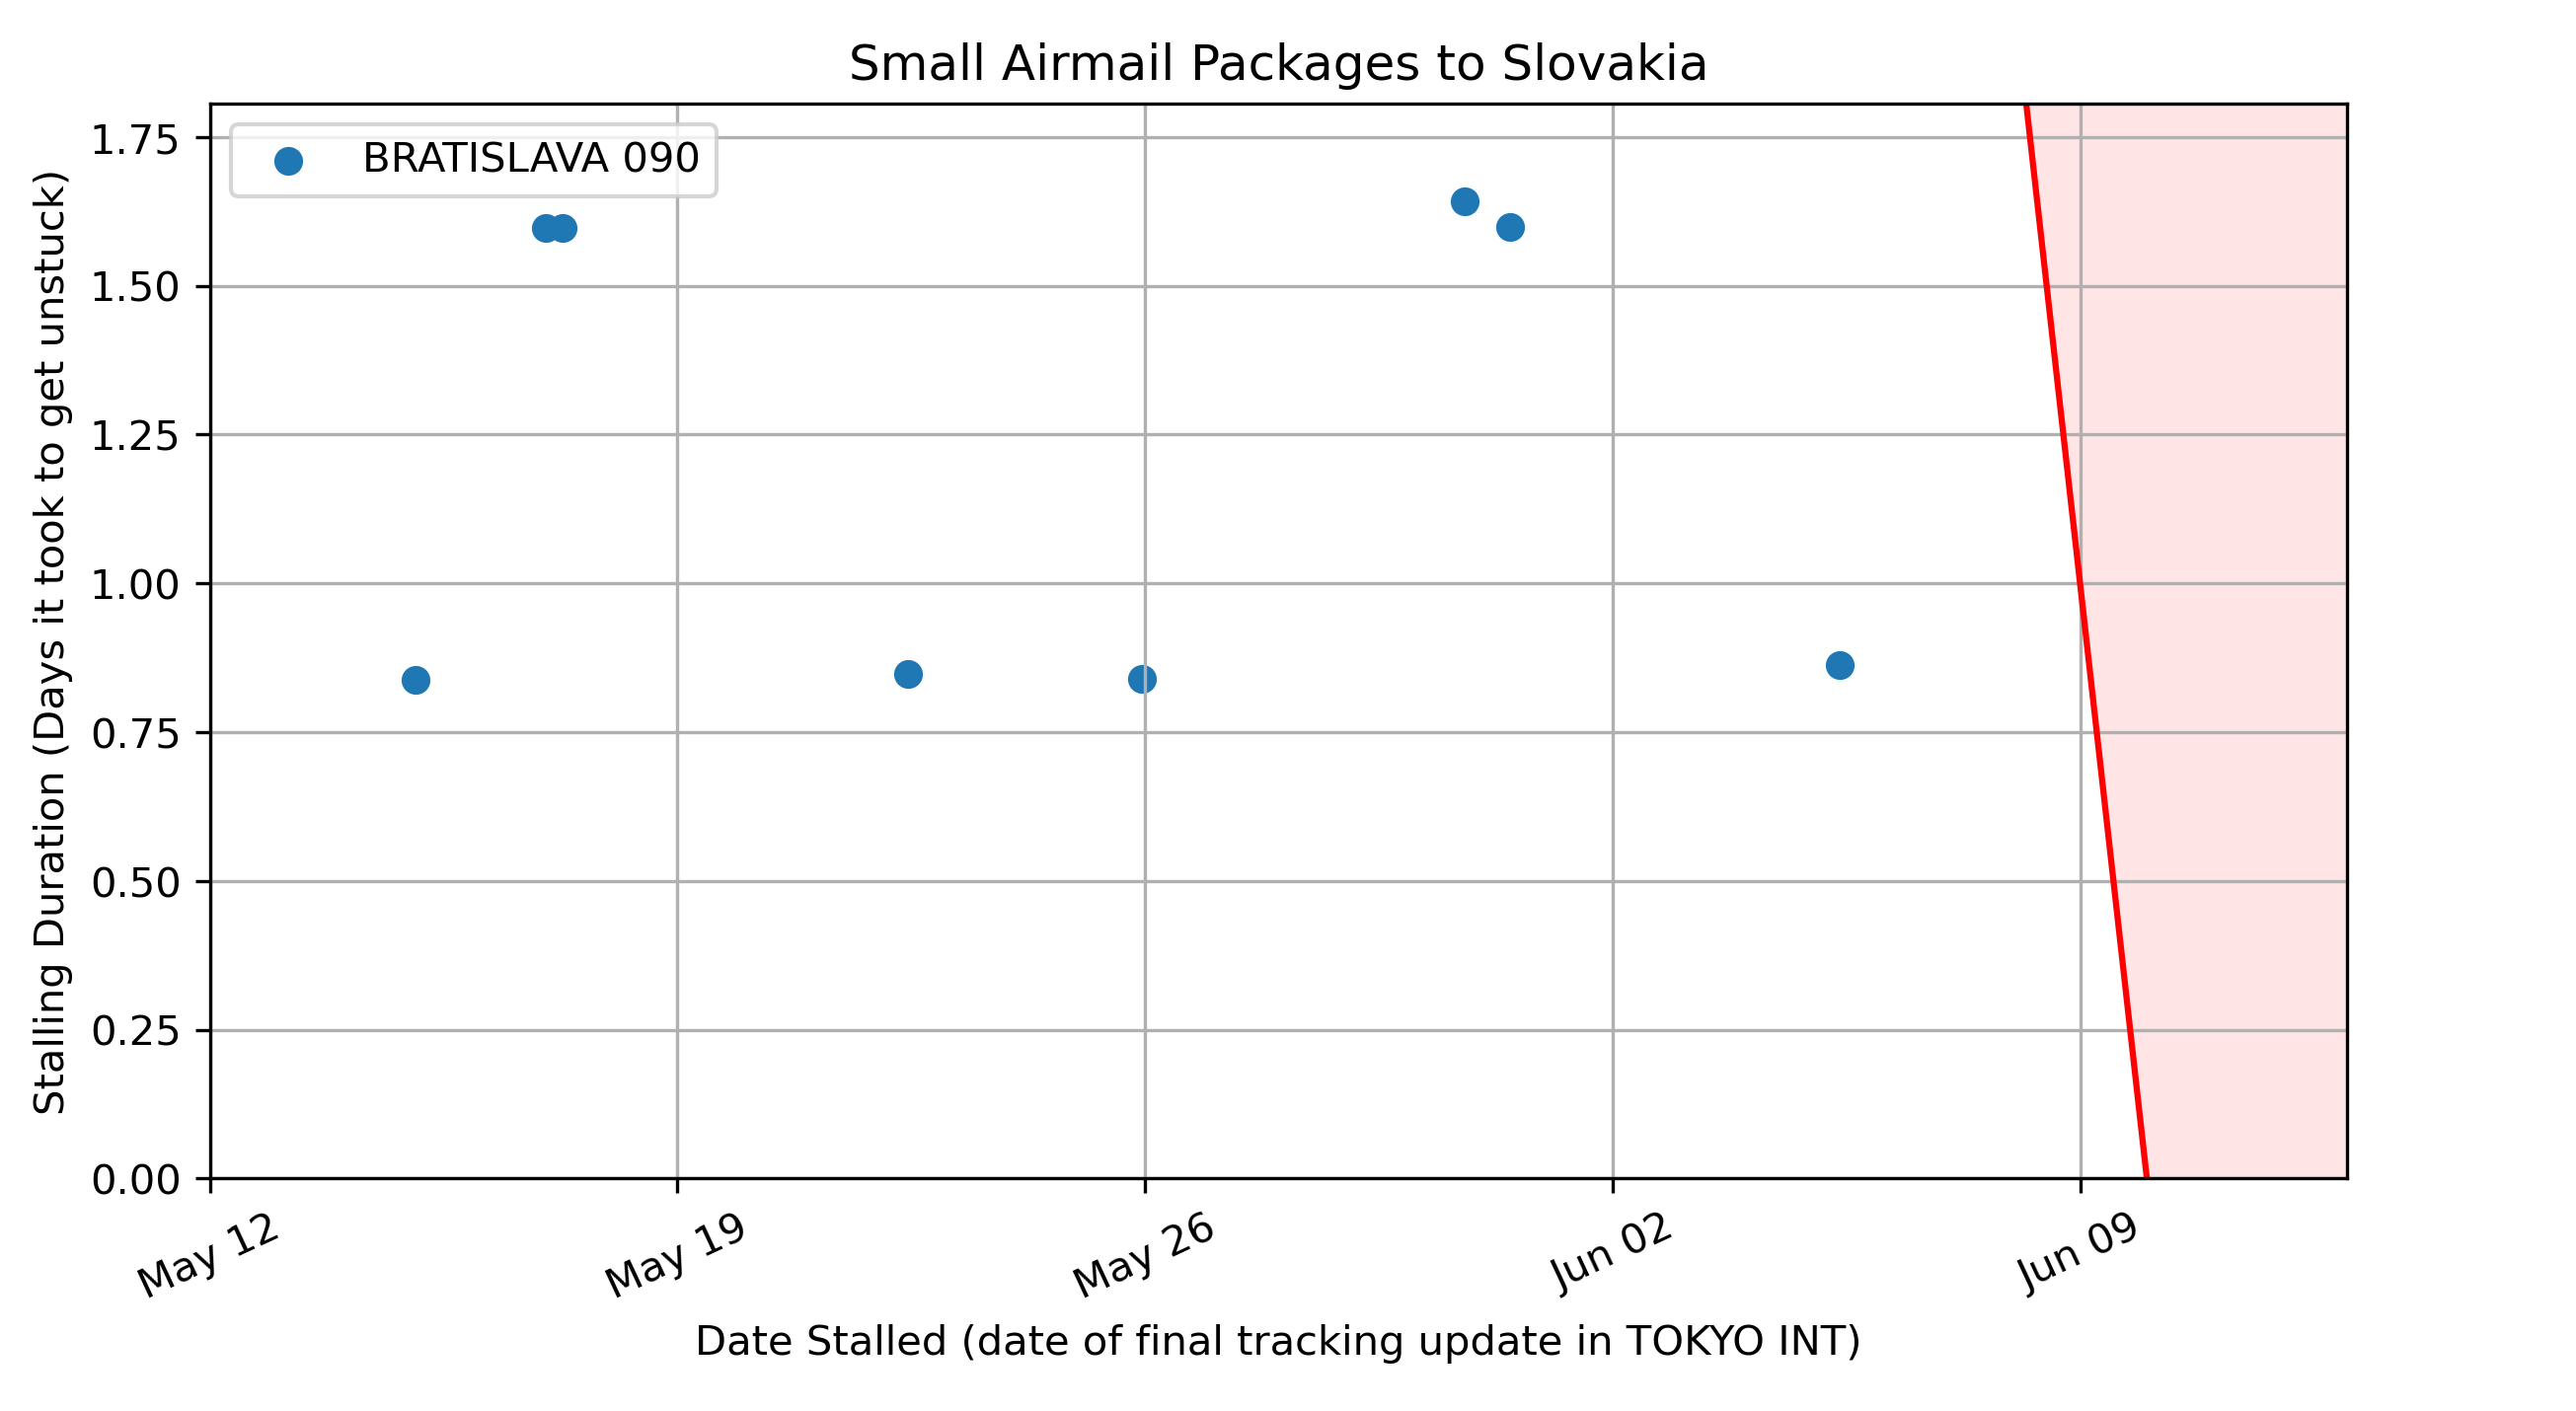 Small Airmail Packages to Slovakia
BRATISLAVA 090
Stalling Duration (Days it took to get unstuck)
1.75
1.50
1.25
1.00
0.75
0.50
0.25
0.00
May 12
May 19
May 26
Jun 02
Jun 09
Date Stalled (date of final tracking update in TOKYO INT)